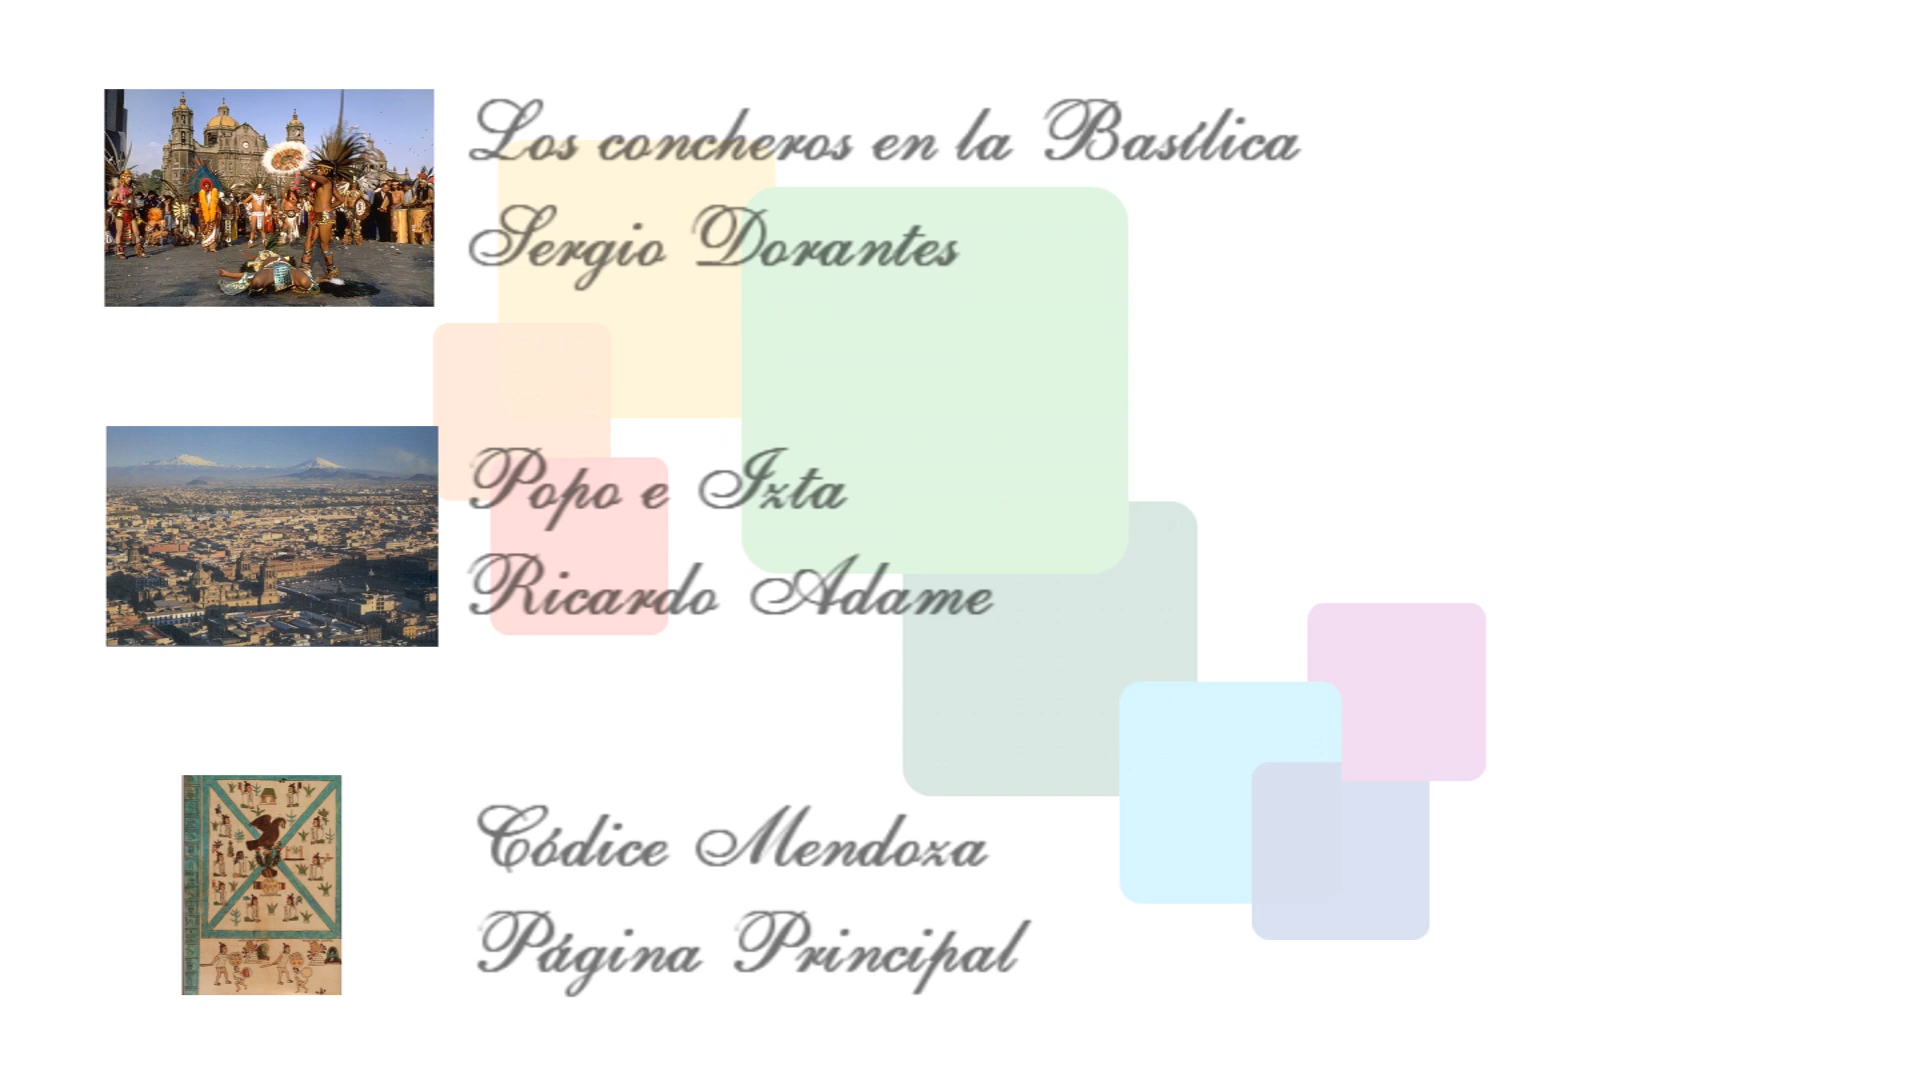 Los concheros en la Basílica
Sergio Dorantes
Popo e Izta
Ricardo Adame
Códice Mendoza
Página Principal